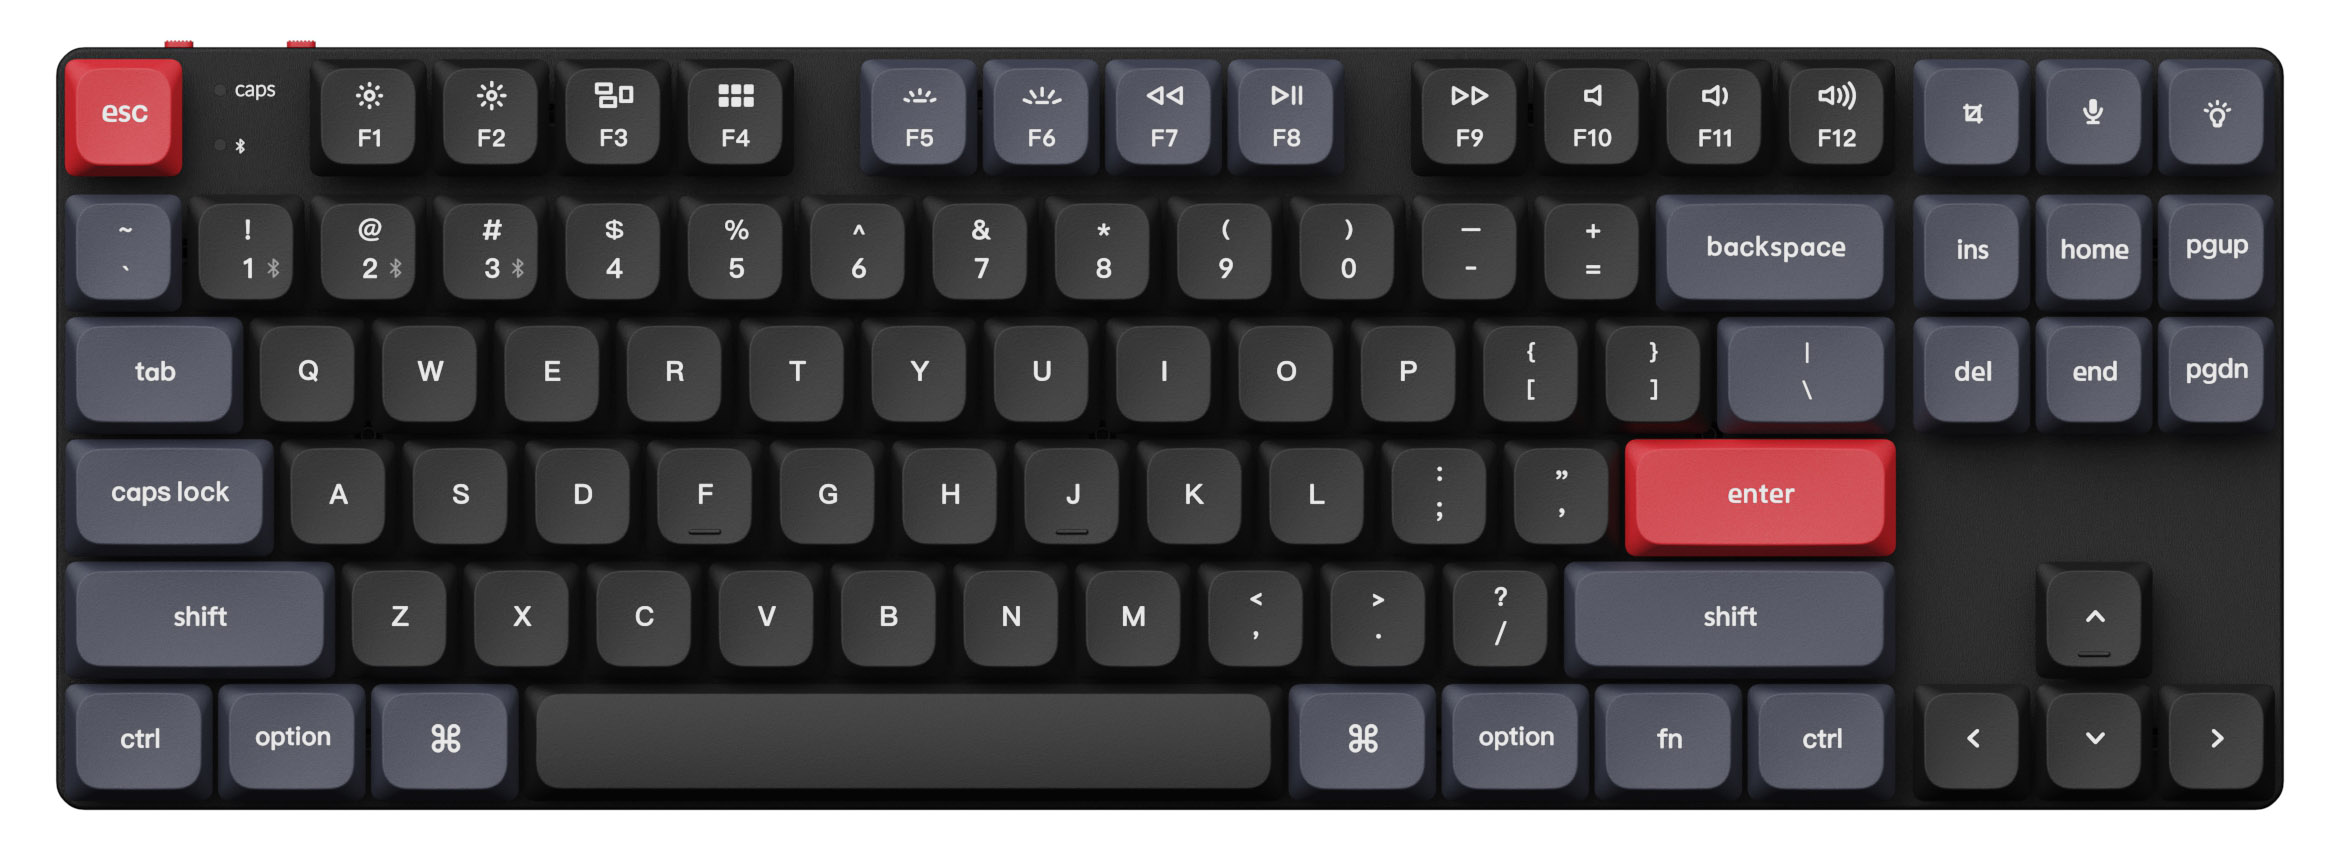 esc
caps
F1
F2
F3
F4
F5
F6
F7
F8
F9
F10
F11
F12
~ `
! 1
@ 2
# 3
$ 4
% 5
^ 6
& 7
* 8
( 9
) 0
— -
+ =
backspace
ins
home
pgup
tab
Q
W
E
R
T
Y
U
I
O
P
{ [
} ]
| \
del
end
pgdn
caps lock
A
S
D
F
G
H
J
K
L
: ;
” ’
enter
shift
Z
X
C
V
B
N
M
< ,
> .
? /
shift
^
ctrl
option
⌘
⌘
option
fn
ctrl
<
>